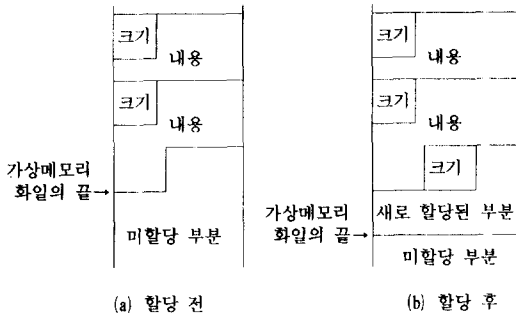 크기
내용
크기
내용
가상메모리
화일의 끝
미할당 부분
(a) 할당 전
크기
내용
크기
내용
크기
새로 할당된 부분
가상메모리
화일의 끝
미할당 부분
(b) 할당 후